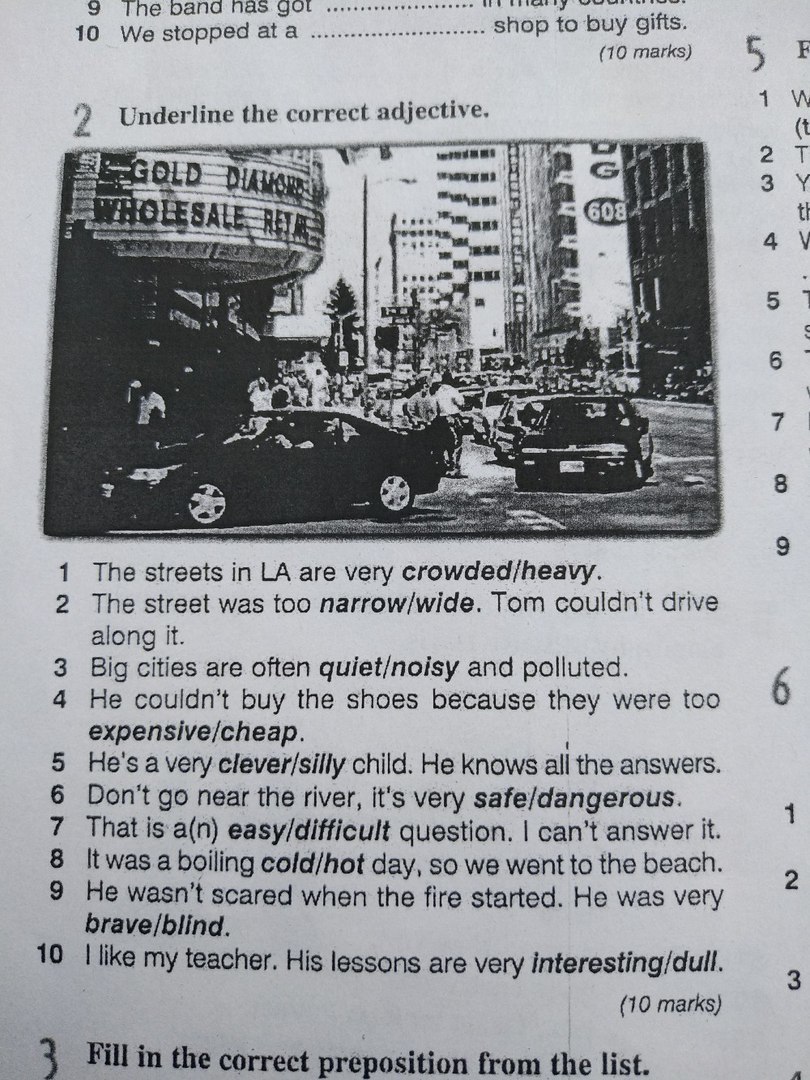 9 The band has got ........................ in many countries.
10 We stopped at a ............................ shop to buy gifts.
(10 marks)
2 Underline the correct adjective.
GOLD DIAMOND
WHOLESALE RETAIL
G
608
1 The streets in LA are very crowded/heavy.
2 The street was too narrow/wide. Tom couldn't drive
along it.
3 Big cities are often quiet/noisy and polluted.
4 He couldn't buy the shoes because they were too
expensive/cheap.
5 He's a very clever/silly child. He knows all the answers.
6 Don't go near the river, it's very safe/dangerous.
7 That is a(n) easy/difficult question. I can't answer it.
8 It was a boiling cold/hot day, so we went to the beach.
9 He wasn't scared when the fire started. He was very
brave/blind.
10 I like my teacher. His lessons are very interesting/dull.
(10 marks)
3 Fill in the correct preposition from the list.
5
1
2
3
4
5
6
7
8
9
6
1
2
3